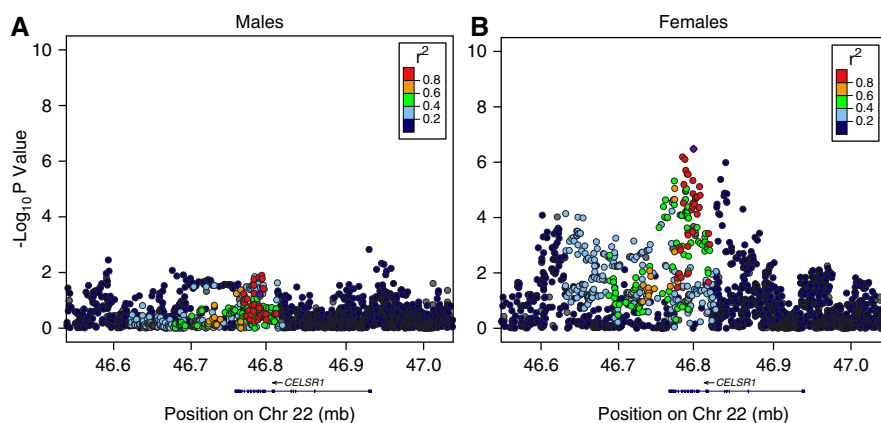 A
Males
10
8
6
4
2
0
-Log10 P Value
r2
0.8
0.6
0.4
0.2
46.6
46.7
46.8
46.9
47.0
←CELSR1
Position on Chr 22 (mb)
B
Females
10
8
6
4
2
0
r2
0.8
0.6
0.4
0.2
46.6
46.7
46.8
46.9
47.0
←CELSR1
Position on Chr 22 (mb)